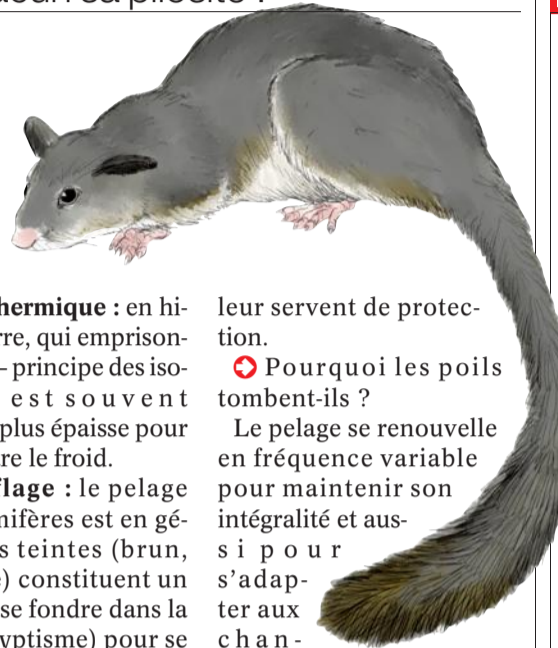 sa pilosité :
hermique : en hi-
rre, qui emprison-
– principe des iso-
est souvent
plus épaisse pour
re le froid.
flage : le pelage
nifères est en gé-
s teintes (brun,
) constituent un
se fondre dans la
yptisme) pour se
leur servent de protec-
tion.
Pourquoi les poils
tombent-ils ?
Le pelage se renouvelle
en fréquence variable
pour maintenir son
intégralité et aus-
si pour
s'adap-
ter aux
chan-